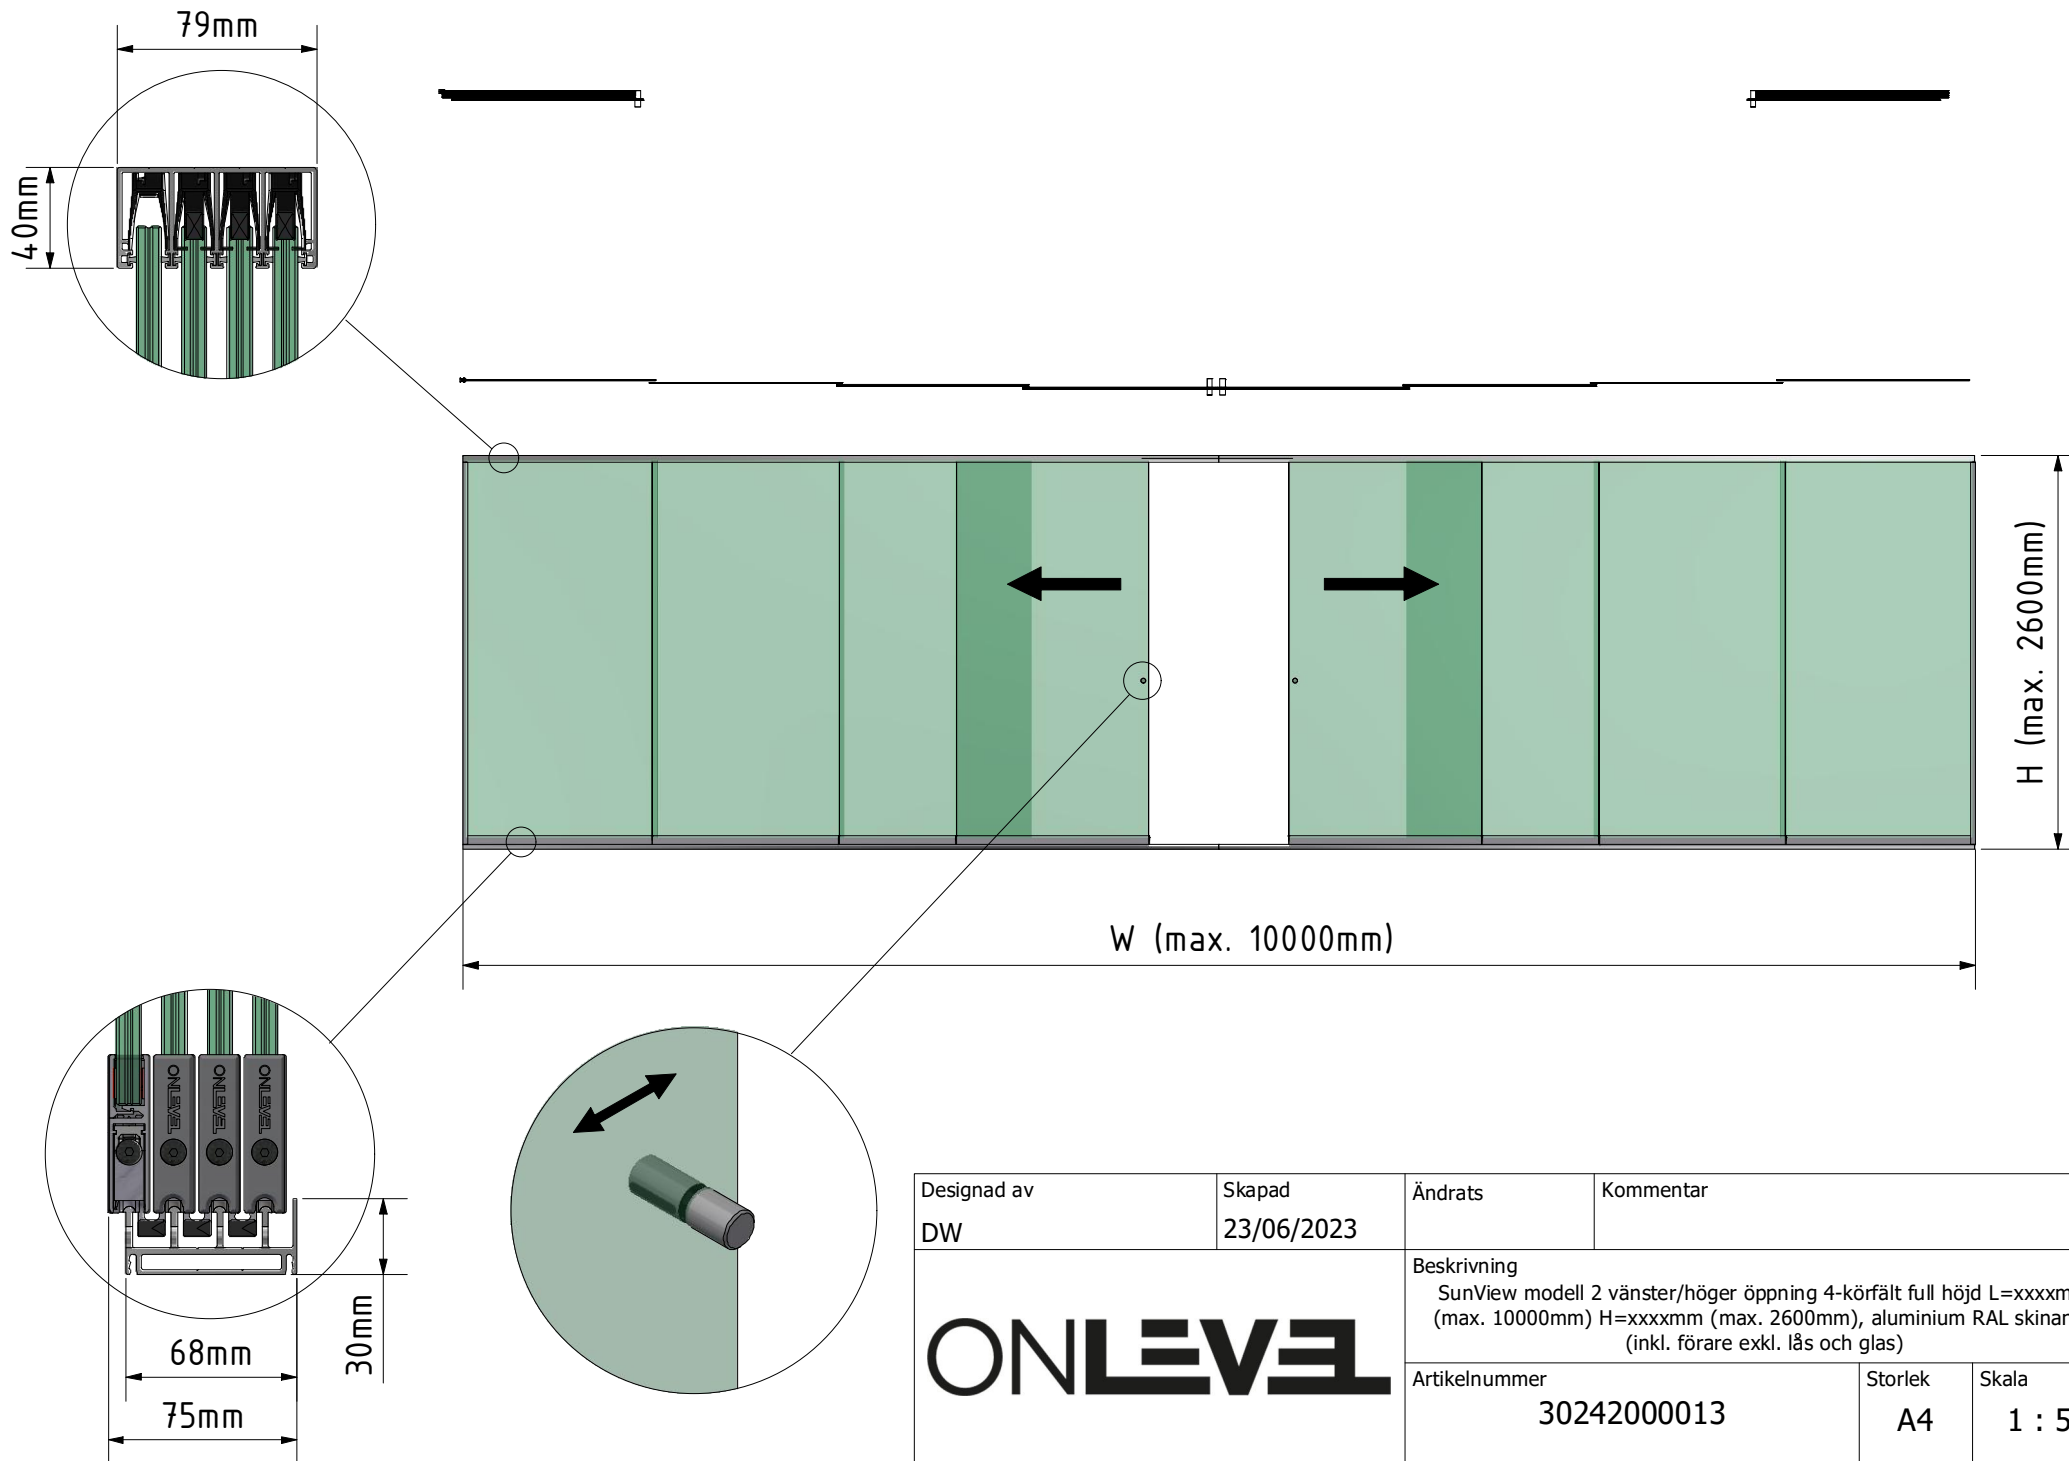 79mm
40mm
H (max. 2600mm)
W (max. 10000mm)
ONLEVEL
ONLEVEL
ONLEVEL
30mm
68mm
75mm
Designad av
DW
Skapad
23/06/2023
Ändrats
Kommentar
ONLEVEL
Beskrivning
SunView modell 2 vänster/höger öppning 4-körfält full höjd L=xxxxm
(max. 10000mm) H=xxxxmm (max. 2600mm), aluminium RAL skinar
(inkl. förare exkl. lås och glas)
Artikelnummer
30242000013
Storlek
A4
Skala
1 : 5